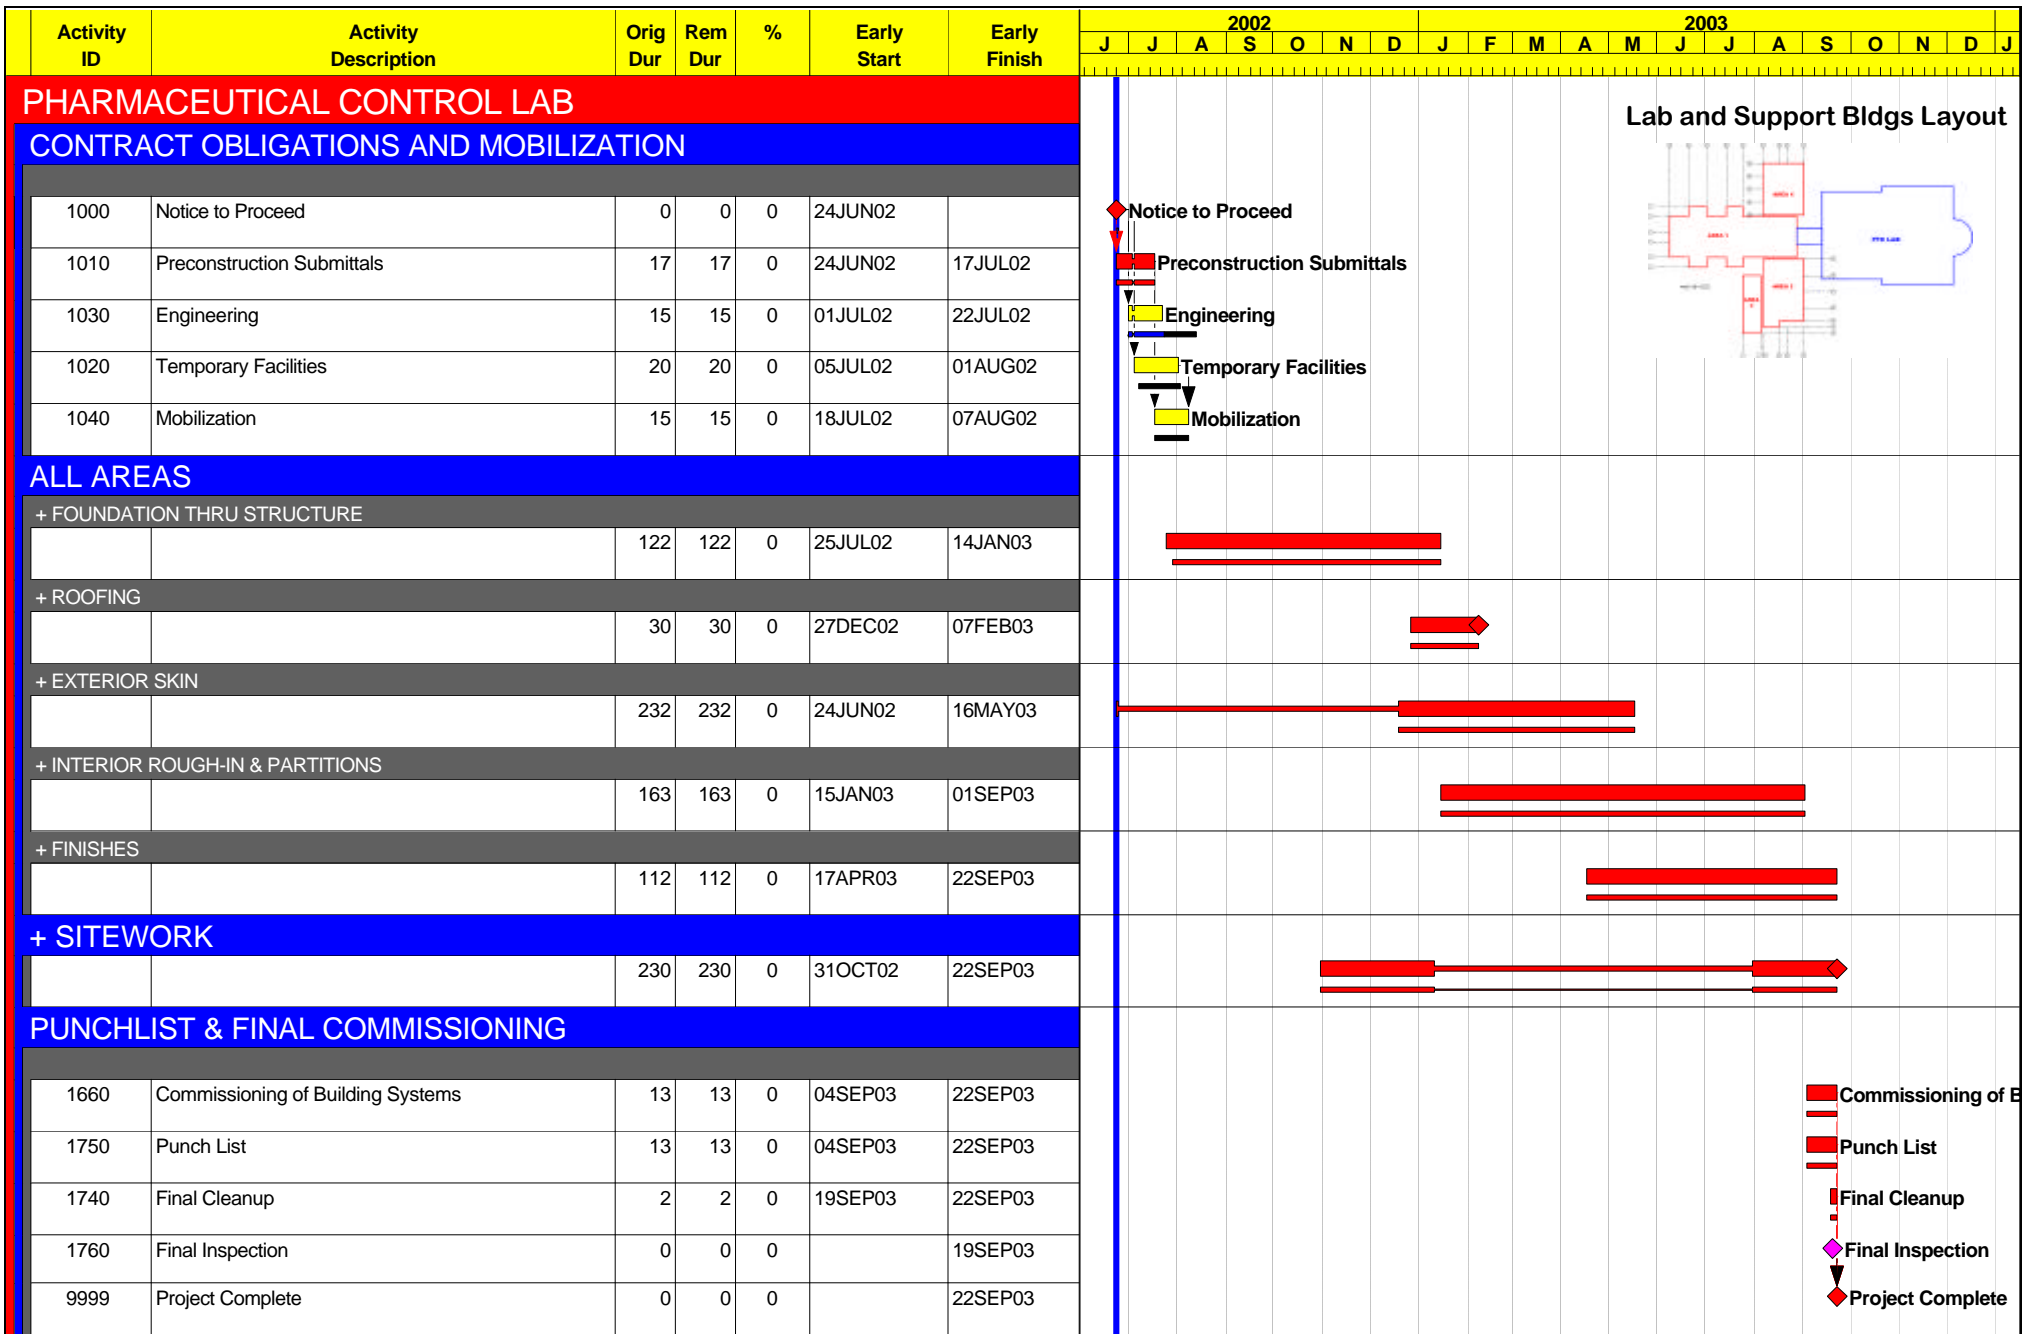 Activity ID Activity Description Orig Dur Rem Dur % Early Start Early Finish
2002 2003
J J A S O N D J F M A M J J A S O N D J
PHARMACEUTICAL CONTROL LAB
Lab and Support Bldgs Layout
CONTRACT OBLIGATIONS AND MOBILIZATION
1000 Notice to Proceed 0 0 0 24JUN02 Notice to Proceed
1010 Preconstruction Submittals 17 17 0 24JUN02 17JUL02 Preconstruction Submittals
1030 Engineering 15 15 0 01JUL02 22JUL02 Engineering
1020 Temporary Facilities 20 20 0 05JUL02 01AUG02 Temporary Facilities
1040 Mobilization 15 15 0 18JUL02 07AUG02 Mobilization
ALL AREAS
+ FOUNDATION THRU STRUCTURE
122 122 0 25JUL02 14JAN03
+ ROOFING
30 30 0 27DEC02 07FEB03
+ EXTERIOR SKIN
232 232 0 24JUN02 16MAY03
+ INTERIOR ROUGH-IN & PARTITIONS
163 163 0 15JAN03 01SEP03
+ FINISHES
112 112 0 17APR03 22SEP03
+ SITEWORK
230 230 0 31OCT02 22SEP03
PUNCHLIST & FINAL COMMISSIONING
1660 Commissioning of Building Systems 13 13 0 04SEP03 22SEP03 Commissioning of B
1750 Punch List 13 13 0 04SEP03 22SEP03 Punch List
1740 Final Cleanup 2 2 0 19SEP03 22SEP03 Final Cleanup
1760 Final Inspection 0 0 0 19SEP03 Final Inspection
9999 Project Complete 0 0 0 22SEP03 Project Complete